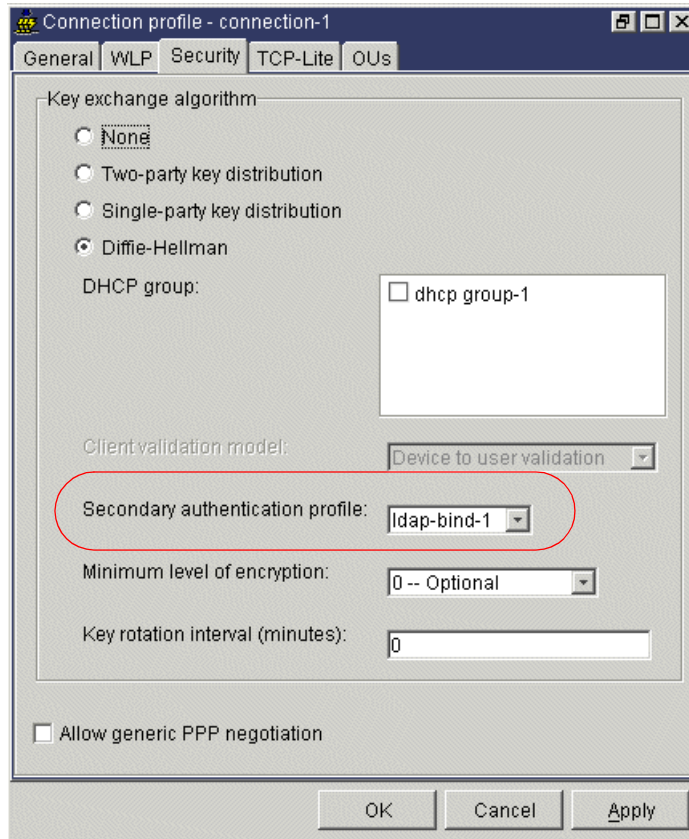 Connection profile - connection-1
General WLP Security TCP-Lite OUs
Key exchange algorithm
None
Two-party key distribution
Single-party key distribution
Diffie-Hellman
DHCP group:
dhcp group-1
Client validation model:
Device to user validation
Secondary authentication profile:
ldap-bind-1
Minimum level of encryption:
0 -- Optional
Key rotation interval (minutes):
0
Allow generic PPP negotiation
OK Cancel Apply